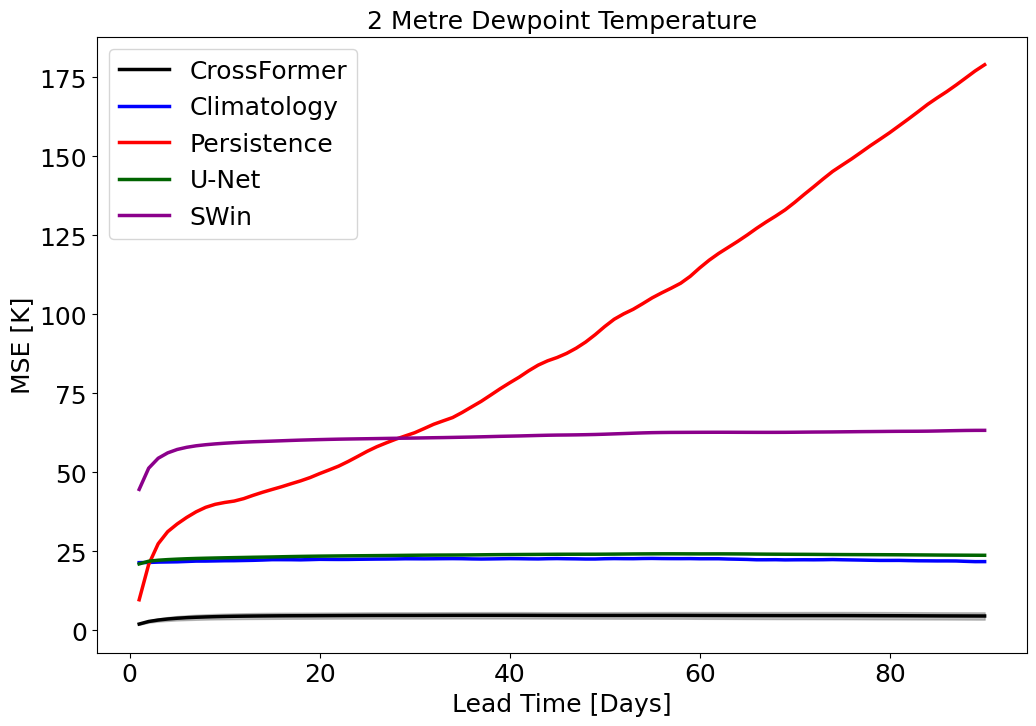 2 Metre Dewpoint Temperature
CrossFormer
Climatology
Persistence
U-Net
SWin
MSE [K]
175
150
125
100
75
50
25
0
0 20 40 60 80
Lead Time [Days]